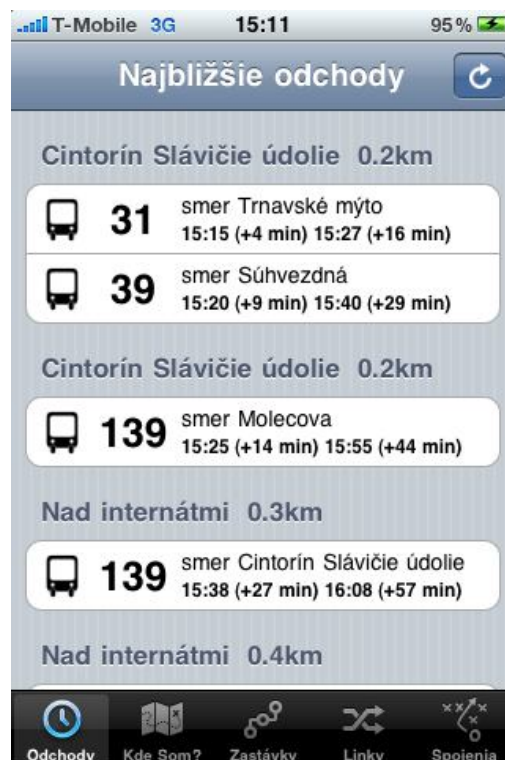 T-Mobile 3G 15:11 95%
Najbližšie odchody
Cintorín Slávičie údolie 0.2km
31 smer Trnavské mýto
15:15 (+4 min) 15:27 (+16 min)
39 smer Súhvezdná
15:20 (+9 min) 15:40 (+29 min)
Cintorín Slávičie údolie 0.2km
139 smer Molecova
15:25 (+14 min) 15:55 (+44 min)
Nad internátmi 0.3km
139 smer Cintorín Slávičie údolie
15:38 (+27 min) 16:08 (+57 min)
Nad internátmi 0.4km
Odchody Kde Som? Zastávky Linky Spojenia